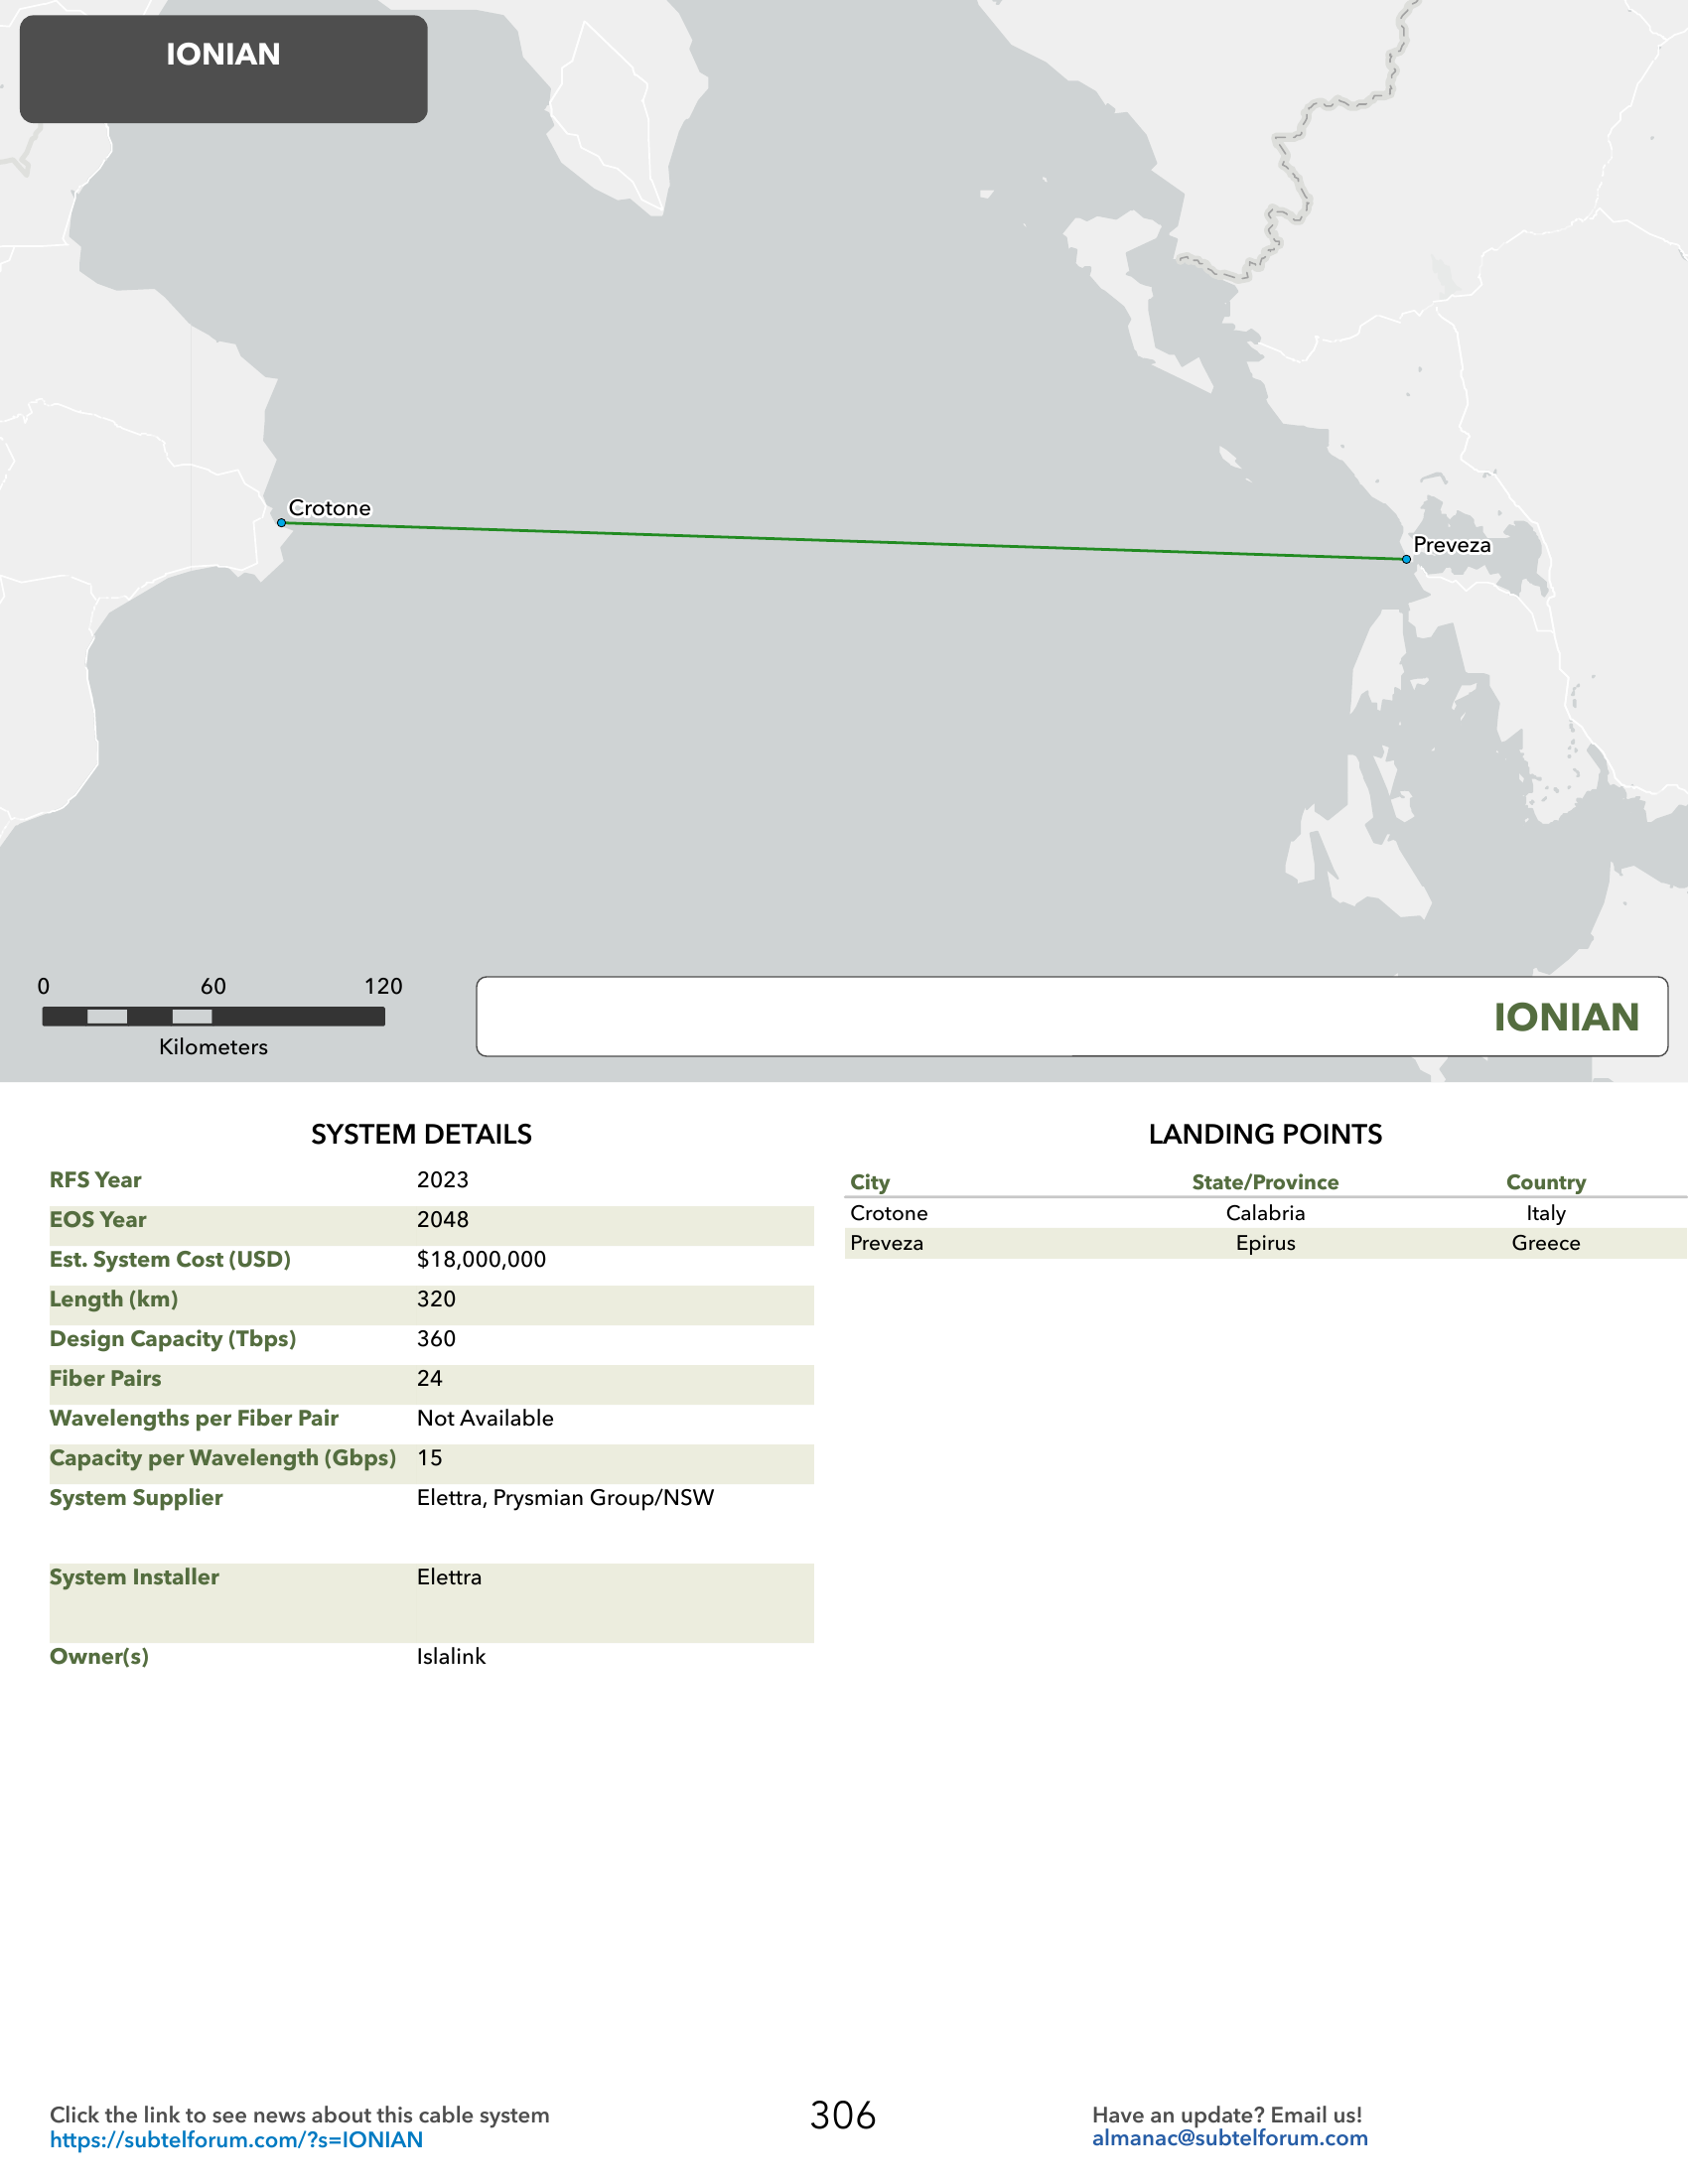 IONIAN
Crotone
Preveza
0 60 120
Kilometers
IONIAN
SYSTEM DETAILS
RFS Year 2023
EOS Year 2048
Est. System Cost (USD) $18,000,000
Length (km) 320
Design Capacity (Tbps) 360
Fiber Pairs 24
Wavelengths per Fiber Pair Not Available
Capacity per Wavelength (Gbps) 15
System Supplier Elettra, Prysmian Group/NSW
System Installer Elettra
Owner(s) Islalink
LANDING POINTS
City State/Province Country
Crotone Calabria Italy
Preveza Epirus Greece
Click the link to see news about this cable system
https://subtelforum.com/?s=IONIAN
306
Have an update? Email us!
almanac@subtelforum.com